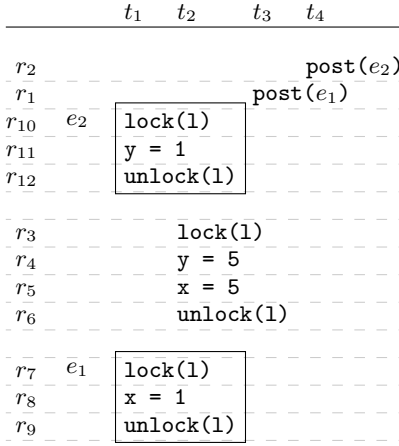 t₁ t₂ t₃ t₄
r₂ post(e₂)
r₁ post(e₁)
r₁₀ e₂ lock(l)
r₁₁ y = 1
r₁₂ unlock(l)
r₃ lock(l)
r₄ y = 5
r₅ x = 5
r₆ unlock(l)
r₇ e₁ lock(l)
r₈ x = 1
r₉ unlock(l)